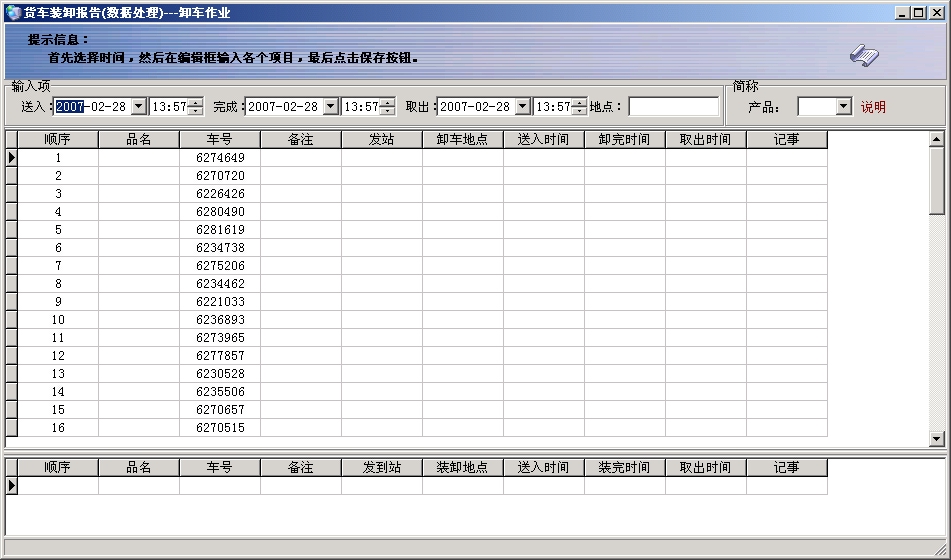 货车装卸报告(数据处理)---卸车作业
提示信息：
首先选择时间，然后在编辑框输入各个项目，最后点击保存按钮。
输入项 简称
送入： 2007-02-28 13:57 完成： 2007-02-28 13:57 取出： 2007-02-28 13:57 地点： 产品： 说明
顺序 品名 车号 备注 发站 卸车地点 送入时间 卸完时间 取出时间 记事
1 6274649
2 6270720
3 6226426
4 6280490
5 6281619
6 6234738
7 6275206
8 6234462
9 6221033
10 6236893
11 6273965
12 6277857
13 6230528
14 6235506
15 6270657
16 6270515
顺序 品名 车号 备注 发到站 装卸地点 送入时间 装完时间 取出时间 记事